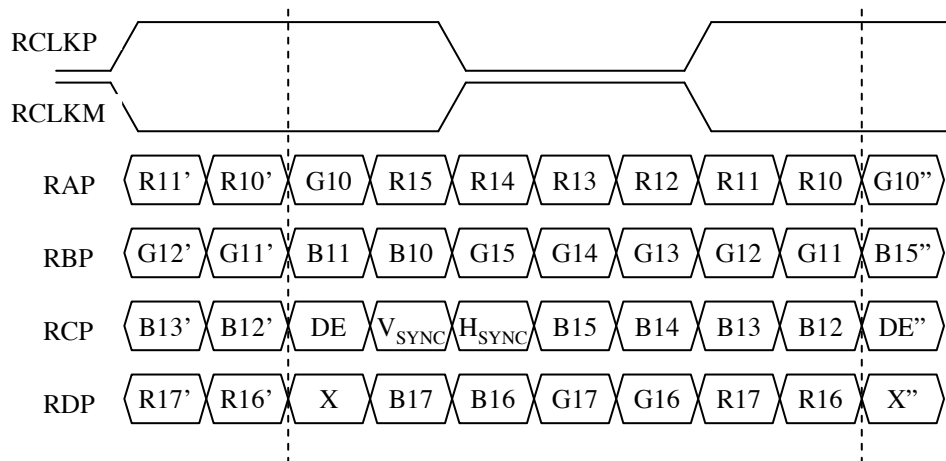 RCLKP
RCLKM
RAP R11’ R10’ G10 R15 R14 R13 R12 R11 R10 G10”
RBP G12’ G11’ B11 B10 G15 G14 G13 G12 G11 B15”
RCP B13’ B12’ DE VSYNC HSYNC B15 B14 B13 B12 DE”
RDP R17’ R16’ X B17 B16 G17 G16 R17 R16 X”